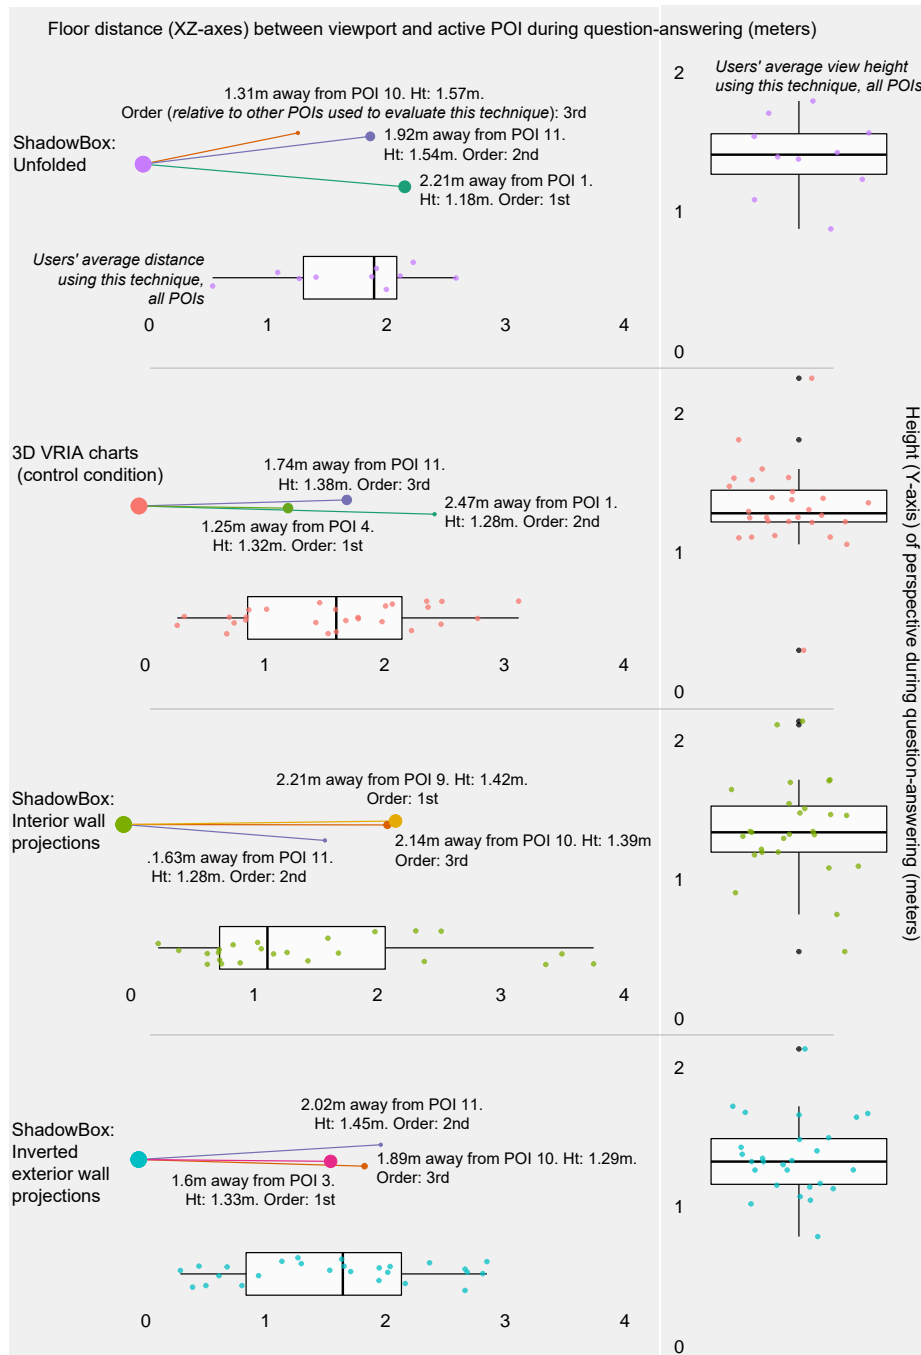 Floor distance (XZ-axes) between viewport and active POI during question-answering (meters)
Users' average view height
using this technique, all POIs
2
1
0
1.31m away from POI 10. Ht: 1.57m.
Order (relative to other POIs used to evaluate this technique): 3rd
ShadowBox:
Unfolded
1.92m away from POI 11.
Ht: 1.54m. Order: 2nd
2.21m away from POI 1.
Ht: 1.18m. Order: 1st
Users' average distance
using this technique,
all POIs
0 1 2 3 4
3D VRIA charts
(control condition)
1.74m away from POI 11.
Ht: 1.38m. Order: 3rd
2.47m away from POI 1.
Ht: 1.28m. Order: 2nd
1.25m away from POI 4.
Ht: 1.32m. Order: 1st
0 1 2 3 4
2
1
0
Height (Y-axis) of perspective during question-answering (meters)
ShadowBox:
Interior wall
projections
2.21m away from POI 9. Ht: 1.42m.
Order: 1st
2.14m away from POI 10. Ht: 1.39m
Order: 3rd
.1.63m away from POI 11.
Ht: 1.28m. Order: 2nd
0 1 2 3 4
2
1
0
ShadowBox:
Inverted
exterior wall
projections
2.02m away from POI 11.
Ht: 1.45m. Order: 2nd
1.89m away from POI 10. Ht: 1.29m.
Order: 3rd
1.6m away from POI 3.
Ht: 1.33m. Order: 1st
0 1 2 3 4
2
1
0